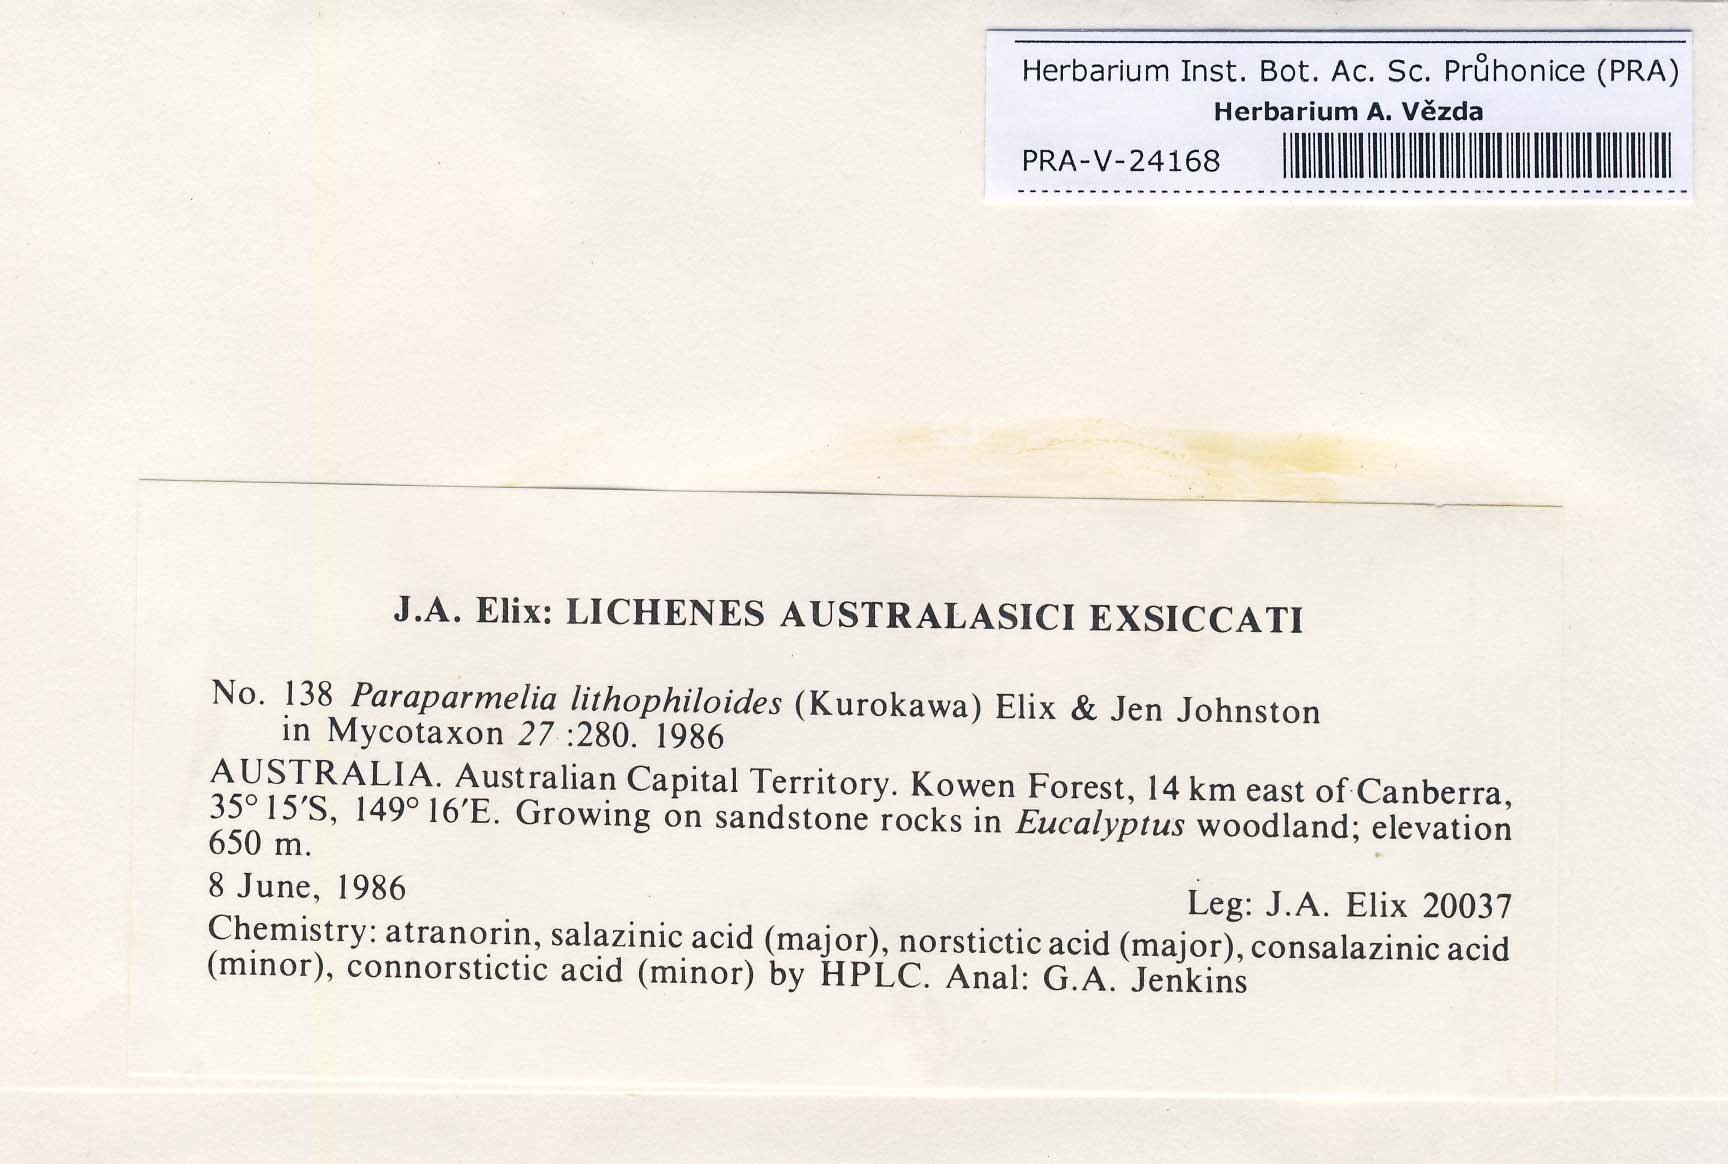 Herbarium Inst. Bot. Ac. Sc. Průhonice (PRA)
Herbarium A. Vězda
PRA-V-24168
J.A. Elix: LICHENES AUSTRALASICI EXSICCATI
No. 138 Paraparmelia lithophiloides (Kurokawa) Elix & Jen Johnston
in Mycotaxon 27 :280. 1986
AUSTRALIA. Australian Capital Territory. Kowen Forest, 14 km east of Canberra,
35° 15′S, 149° 16′E. Growing on sandstone rocks in Eucalyptus woodland; elevation
650 m.
8 June, 1986 Leg: J.A. Elix 20037
Chemistry: atranorin, salazinic acid (major), norstictic acid (major), consalazinic acid
(minor), connorstictic acid (minor) by HPLC. Anal: G.A. Jenkins